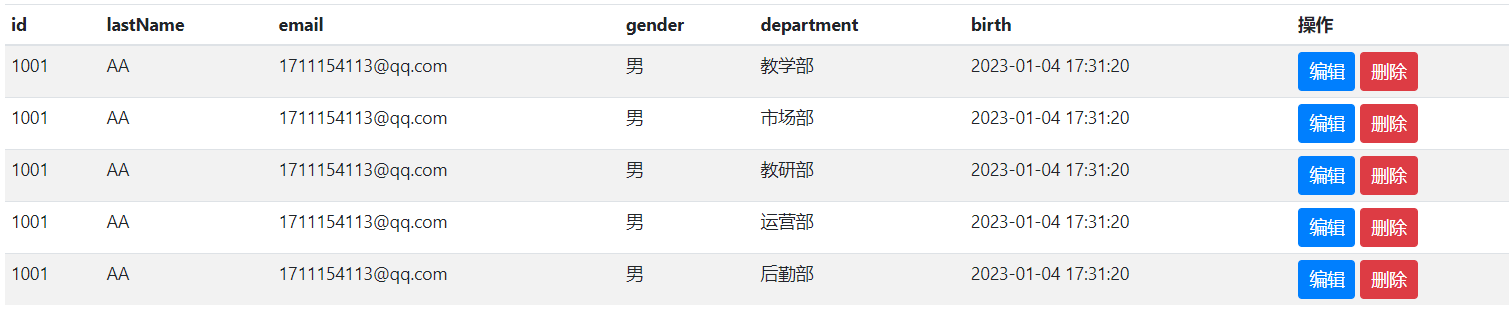 id lastName email gender department birth 操作
1001 AA 1711154113@qq.com 男 教学部 2023-01-04 17:31:20 编辑 删除
1001 AA 1711154113@qq.com 男 市场部 2023-01-04 17:31:20 编辑 删除
1001 AA 1711154113@qq.com 男 教研部 2023-01-04 17:31:20 编辑 删除
1001 AA 1711154113@qq.com 男 运营部 2023-01-04 17:31:20 编辑 删除
1001 AA 1711154113@qq.com 男 后勤部 2023-01-04 17:31:20 编辑 删除